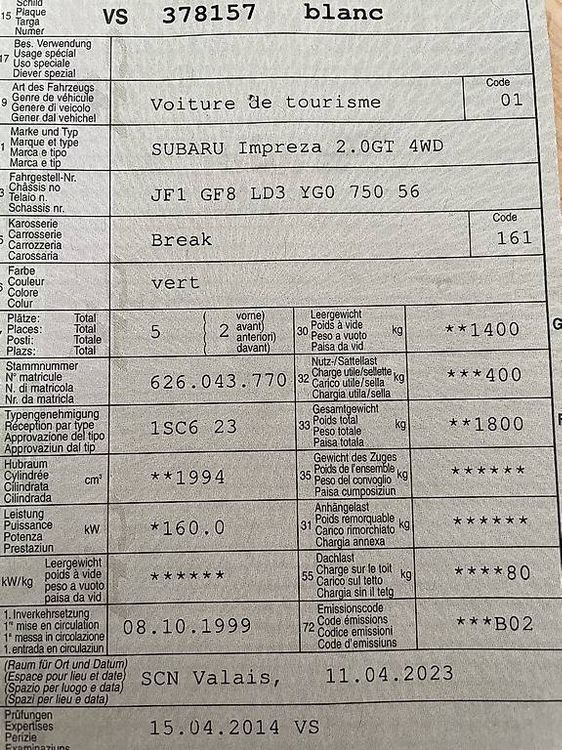 Schild
15 Plaque VS 378157 blanc
Targa
Numer
17 Bes. Verwendung
Usage spécial
Uso speciale
Diever spezial
Art des Fahrzeugs Code
9 Genre de véhicule Voiture de tourisme 01
Genere di veicolo
Gener dal vehichel
Marke und Typ
1 Marque et type SUBARU Impreza 2.0GT 4WD
Marca e tipo
Marca e tip
Fahrgestell-Nr.
3 Châssis no JF1 GF8 LD3 YG0 750 56
Telaio n.
Schassis nr.
Karosserie Code
5 Carrosserie Break 161
Carrozzeria
Carossaria
Farbe
Couleur vert
Colore
Colur
Plätze: Total vorne) Leergewicht
Places: Total 5 2 avant) 30 Poids à vide kg **1400 G
Posti: Totale anteriori) Peso a vuoto
Plazs: Total davant) Paisa da vid
Stammnummer Nutz-/Sattellast
N° matricule 626.043.770 32 Charge utile/sellette kg ***400
N. di matricola Carico utile/sella
Nr. da matricla Chargia utila/sella
Typengenehmigung Gesamtgewicht
Réception par type 1SC6 23 33 Poids total kg **1800 F
Approvazione del tipo Peso totale
Approvaziun dal tip Paisa totala
Hubraum Gewicht des Zuges
Cylindrée cm³ **1994 35 Poids de l'ensemble kg ******
Cilindrata Peso del convoglio
Cilindrada Paisa cumposiziun
Leistung Anhängelast
Puissance kW *160.0 31 Poids remorquable kg ******
Potenza Carico rimorchiato
Prestaziun Chargia annexa
Leergewicht Dachlast
kW/kg poids à vide ****** 55 Charge sur le toit kg ****80
peso a vuoto Carico sul tetto
paisa da vid Chargia sin il tetg
1. Inverkehrsetzung Emissionscode
1re mise en circulation 08.10.1999 72 Code émissions ***B02
1a messa in circolazione Codice emissioni
1. entrada en circulaziun Code d'emissiuns
(Raum für Ort und Datum)
(Espace pour lieu et date) SCN Valais, 11.04.2023
(Spazio per luogo e data)
(Spazi per lieu e data)
Prüfungen
Expertises 15.04.2014 VS
Perizie
Examinaziuns